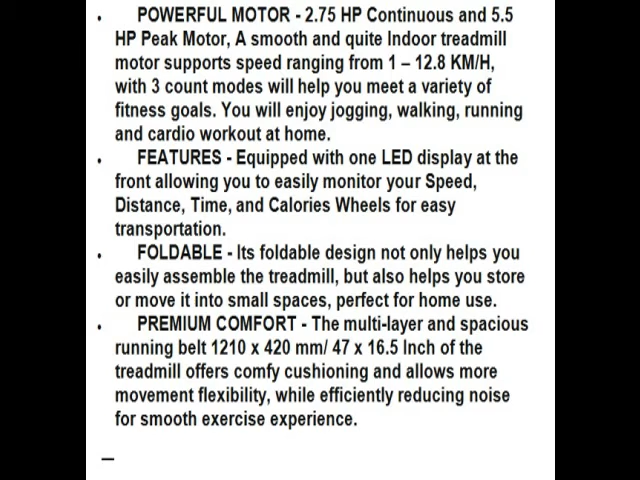 • POWERFUL MOTOR - 2.75 HP Continuous and 5.5
HP Peak Motor, A smooth and quite Indoor treadmill
motor supports speed ranging from 1 – 12.8 KM/H,
with 3 count modes will help you meet a variety of
fitness goals. You will enjoy jogging, walking, running
and cardio workout at home.
• FEATURES - Equipped with one LED display at the
front allowing you to easily monitor your Speed,
Distance, Time, and Calories Wheels for easy
transportation.
• FOLDABLE - Its foldable design not only helps you
easily assemble the treadmill, but also helps you store
or move it into small spaces, perfect for home use.
• PREMIUM COMFORT - The multi-layer and spacious
running belt 1210 x 420 mm/ 47 x 16.5 Inch of the
treadmill offers comfy cushioning and allows more
movement flexibility, while efficiently reducing noise
for smooth exercise experience.
–